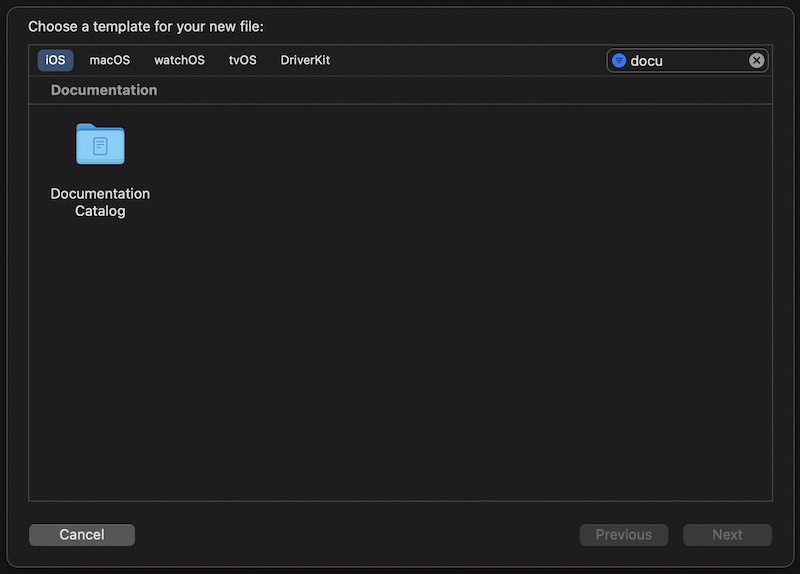 Choose a template for your new file:
iOS macOS watchOS tvOS DriverKit docu
Documentation
Documentation
Catalog
Cancel Previous Next